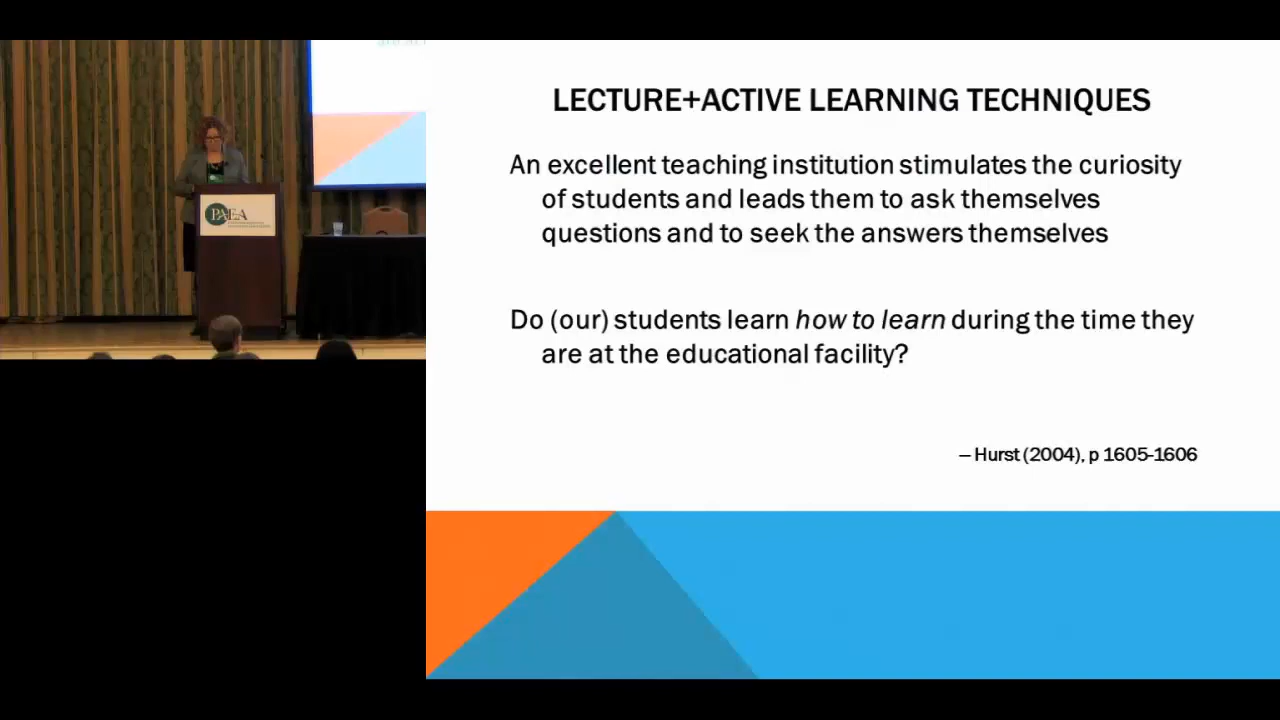 LECTURE+ACTIVE LEARNING TECHNIQUES
An excellent teaching institution stimulates the curiosity
of students and leads them to ask themselves
questions and to seek the answers themselves
Do (our) students learn how to learn during the time they
are at the educational facility?
– Hurst (2004), p 1605-1606
PAEA